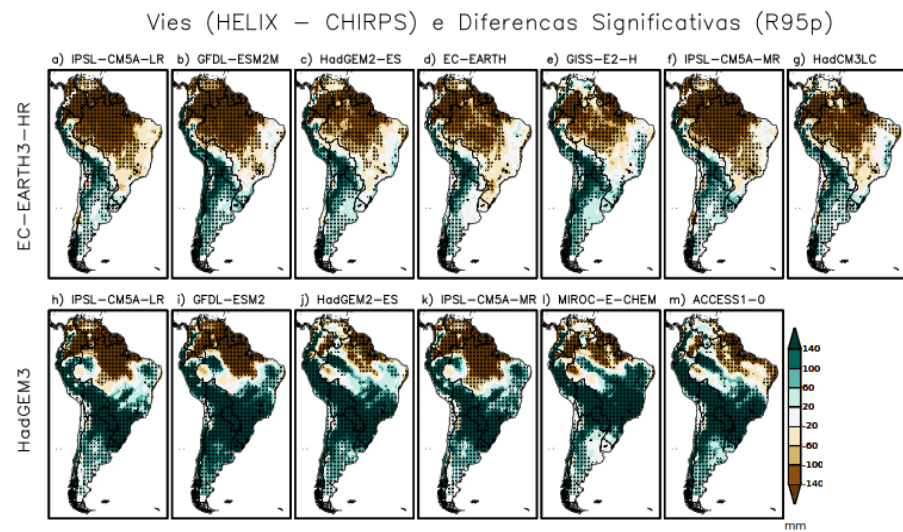 Vies (HELIX – CHIRPS) e Diferencas Significativas (R95p)
a) IPSL–CM5A–LR b) GFDL–ESM2M c) HadGEM2–ES d) EC–EARTH e) GISS–E2–H f) IPSL–CM5A–MR g) HadCM3LC
EC–EARTH3–HR
h) IPSL–CM5A–LR i) GFDL–ESM2 j) HadGEM2–ES k) IPSL–CM5A–MR l) MIROC–E–CHEM m) ACCESS1–0
HadGEM3
140
100
60
20
-20
-60
-100
-140
mm